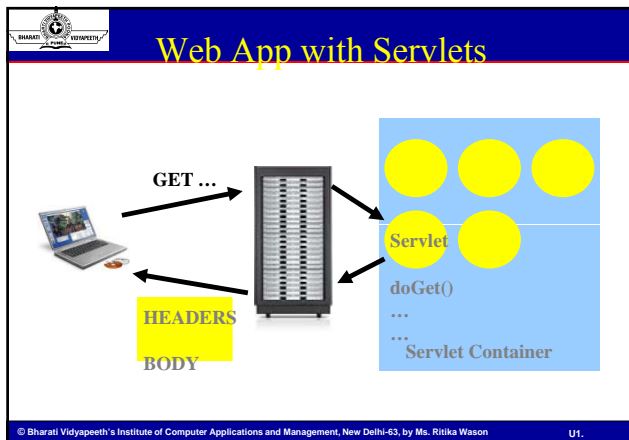 BHARATI VIDYAPEETH
PUNE
Web App with Servlets
GET …
Servlet
doGet()
…
…
Servlet Container
HEADERS
BODY
© Bharati Vidyapeeth's Institute of Computer Applications and Management, New Delhi-63, by Ms. Ritika Wason
U1.